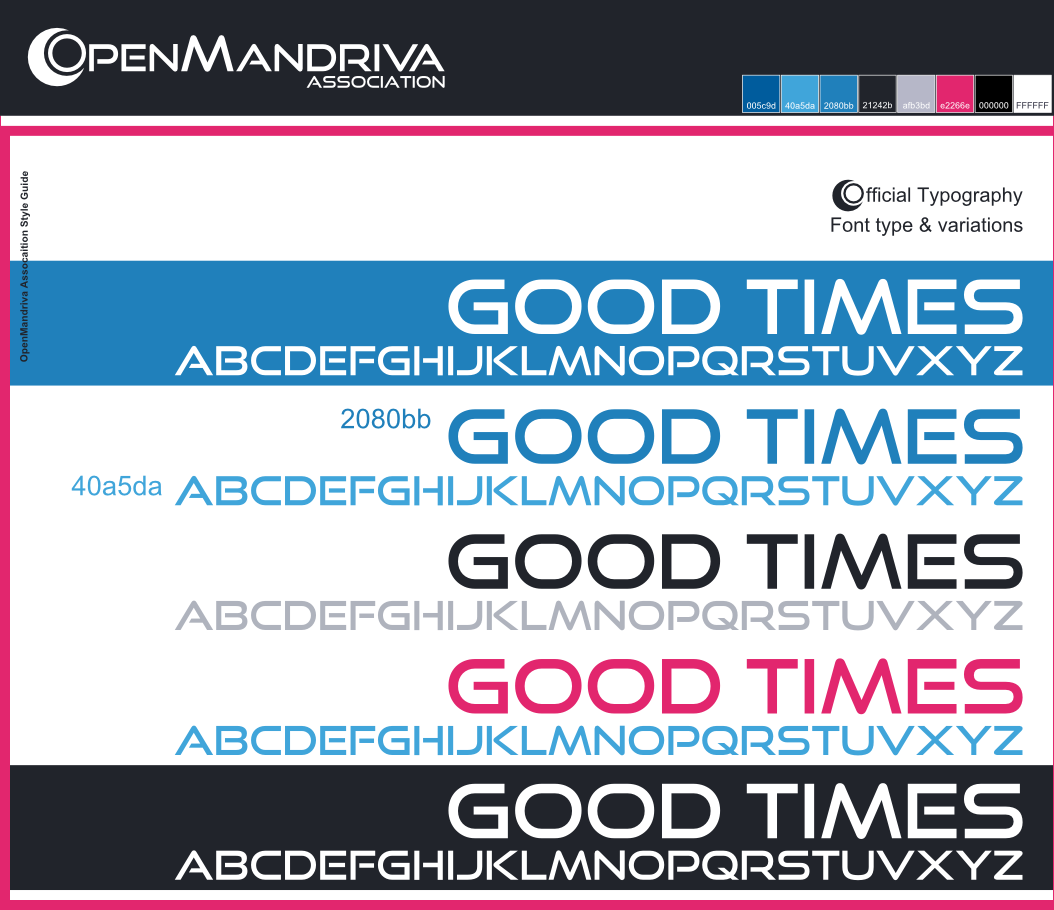 OPENMANDRIVA
ASSOCIATION
005c9d 40a5da 2080bb 21242b afb3bd e2266e 000000 FFFFFF
OpenMandriva Assocaition Style Guide
Official Typography
Font type & variations
GOOD TIMES
ABCDEFGHIJKLMNOPQRSTUVXYZ
2080bb GOOD TIMES
40a5da ABCDEFGHIJKLMNOPQRSTUVXYZ
GOOD TIMES
ABCDEFGHIJKLMNOPQRSTUVXYZ
GOOD TIMES
ABCDEFGHIJKLMNOPQRSTUVXYZ
GOOD TIMES
ABCDEFGHIJKLMNOPQRSTUVXYZ